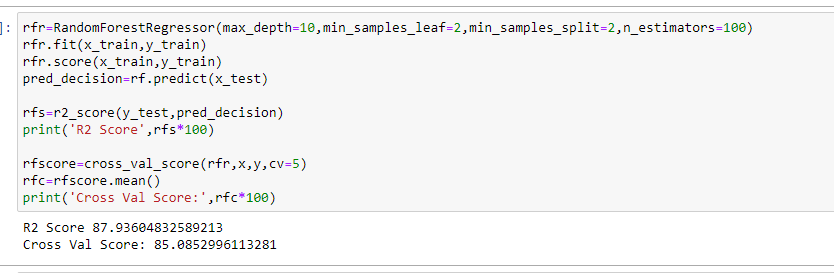 ]: rfr=RandomForestRegressor(max_depth=10,min_samples_leaf=2,min_samples_split=2,n_estimators=100)
rfr.fit(x_train,y_train)
rfr.score(x_train,y_train)
pred_decision=rf.predict(x_test)
rfs=r2_score(y_test,pred_decision)
print('R2 Score',rfs*100)
rfscore=cross_val_score(rfr,x,y,cv=5)
rfc=rfscore.mean()
print('Cross Val Score:',rfc*100)
R2 Score 87.93604832589213
Cross Val Score: 85.0852996113281